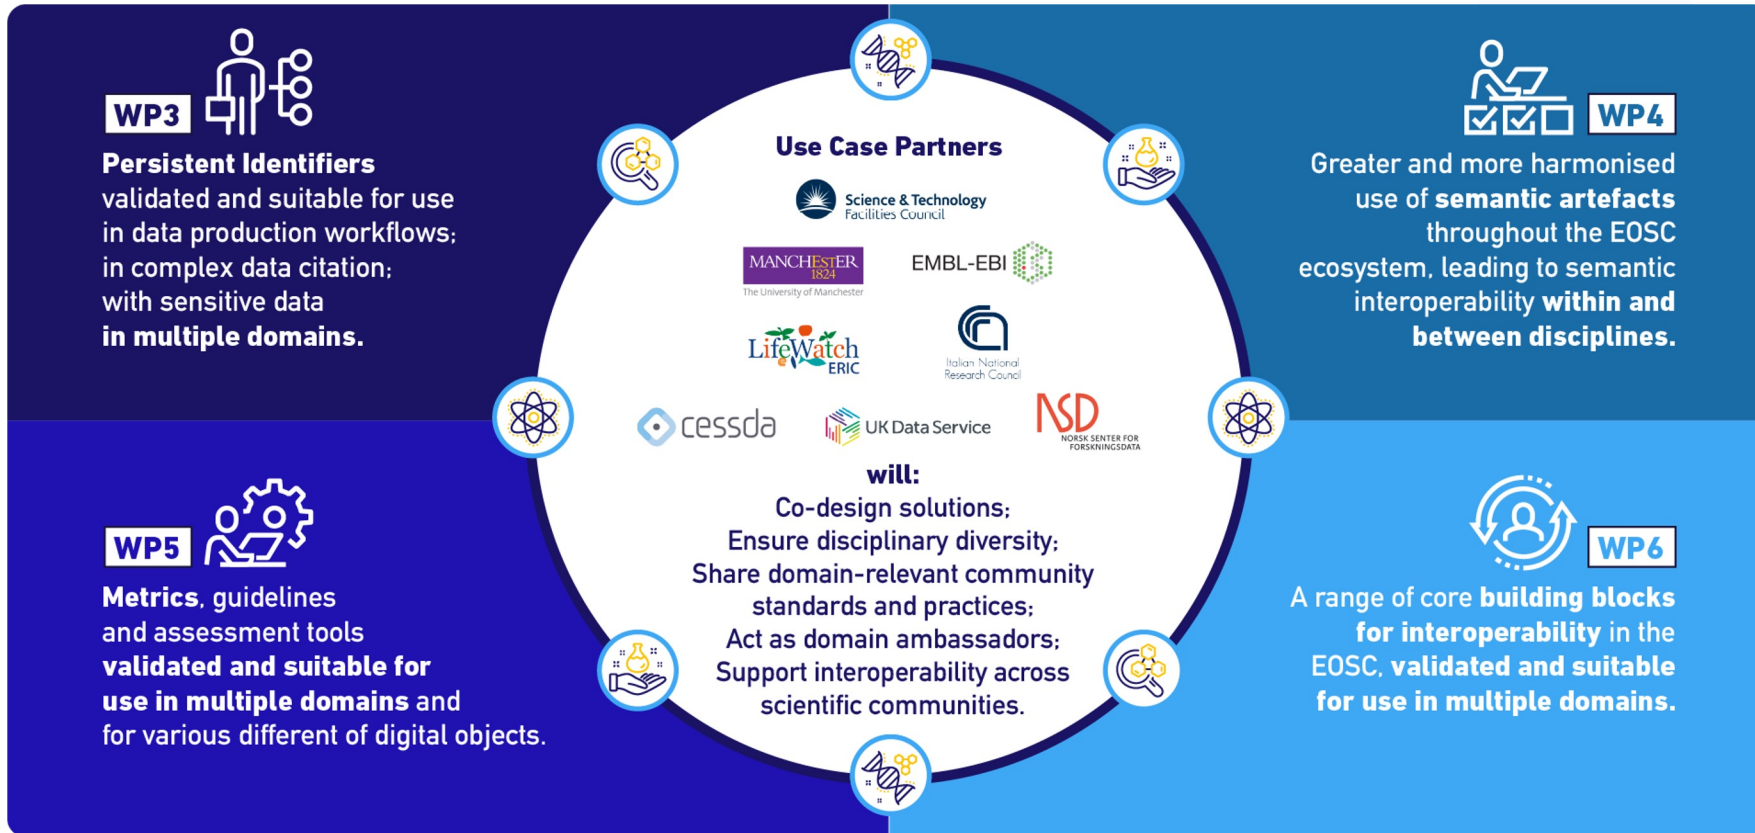 WP3
Persistent Identifiers
validated and suitable for use
in data production workflows;
in complex data citation;
with sensitive data
in multiple domains.
Use Case Partners
Science & Technology
Facilities Council
MANCHESTER
1824
The University of Manchester
EMBL-EBI
LifeWatch
ERIC
Italian National
Research Council
cessda
UK Data Service
NSD
NORSK SENTER FOR
FORSKNINGSDATA
will:
Co-design solutions;
Ensure disciplinary diversity;
Share domain-relevant community
standards and practices;
Act as domain ambassadors;
Support interoperability across
scientific communities.
WP4
Greater and more harmonised
use of semantic artefacts
throughout the EOSC
ecosystem, leading to semantic
interoperability within and
between disciplines.
WP5
Metrics, guidelines
and assessment tools
validated and suitable for
use in multiple domains and
for various different of digital objects.
WP6
A range of core building blocks
for interoperability in the
EOSC, validated and suitable
for use in multiple domains.